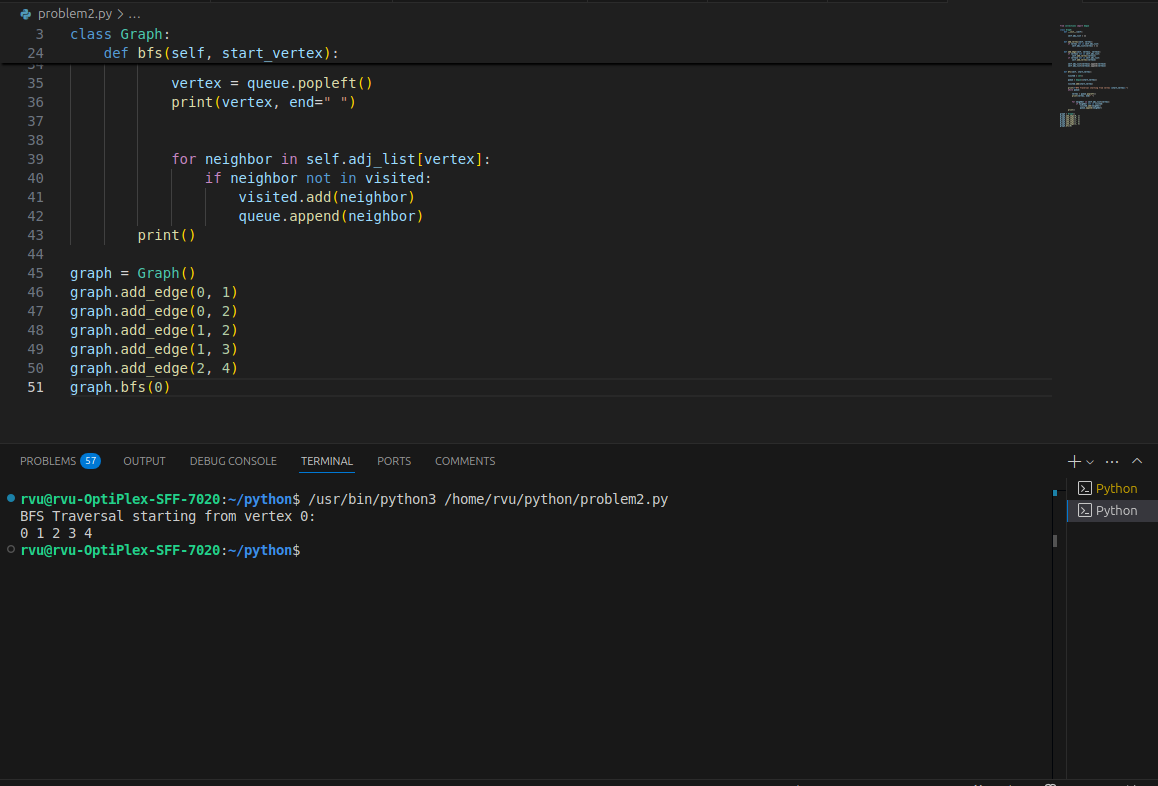 problem2.py > ...
3 class Graph:
24 def bfs(self, start_vertex):
34
35 vertex = queue.popleft()
36 print(vertex, end=" ")
37
38
39 for neighbor in self.adj_list[vertex]:
40 if neighbor not in visited:
41 visited.add(neighbor)
42 queue.append(neighbor)
43 print()
44
45 graph = Graph()
46 graph.add_edge(0, 1)
47 graph.add_edge(0, 2)
48 graph.add_edge(1, 2)
49 graph.add_edge(1, 3)
50 graph.add_edge(2, 4)
51 graph.bfs(0)
PROBLEMS 57 OUTPUT DEBUG CONSOLE TERMINAL PORTS COMMENTS
rvu@rvu-OptiPlex-SFF-7020:~/python$ /usr/bin/python3 /home/rvu/python/problem2.py
BFS Traversal starting from vertex 0:
0 1 2 3 4
rvu@rvu-OptiPlex-SFF-7020:~/python$
Python
Python